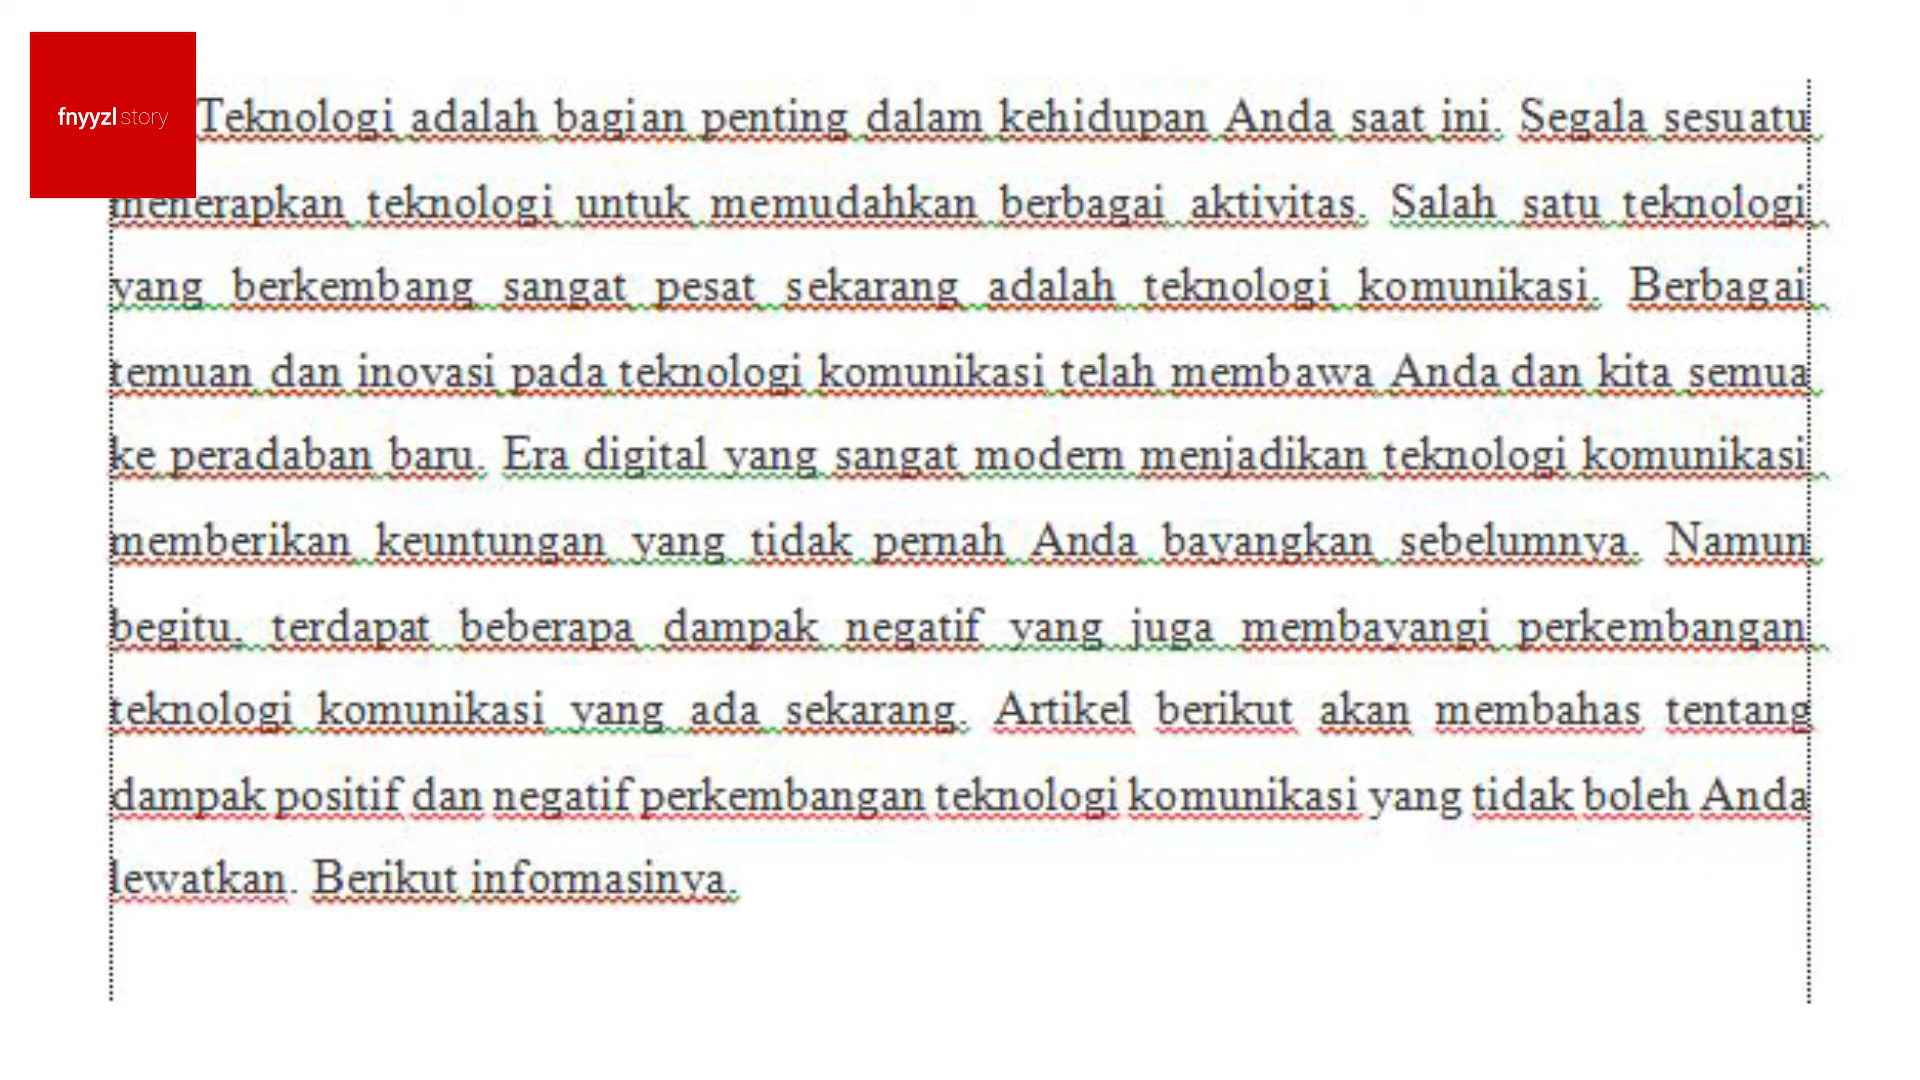 fnyyzl story
Teknologi adalah bagian penting dalam kehidupan Anda saat ini. Segala sesuatu
menerapkan teknologi untuk memudahkan berbagai aktivitas. Salah satu teknologi
yang berkembang sangat pesat sekarang adalah teknologi komunikasi. Berbagai
temuan dan inovasi pada teknologi komunikasi telah membawa Anda dan kita semua
ke peradaban baru. Era digital yang sangat modern menjadikan teknologi komunikasi
memberikan keuntungan yang tidak pernah Anda bayangkan sebelumnya. Namun
begitu, terdapat beberapa dampak negatif yang juga membayangi perkembangan
teknologi komunikasi yang ada sekarang. Artikel berikut akan membahas tentang
dampak positif dan negatif perkembangan teknologi komunikasi yang tidak boleh Anda
lewatkan. Berikut informasinya.